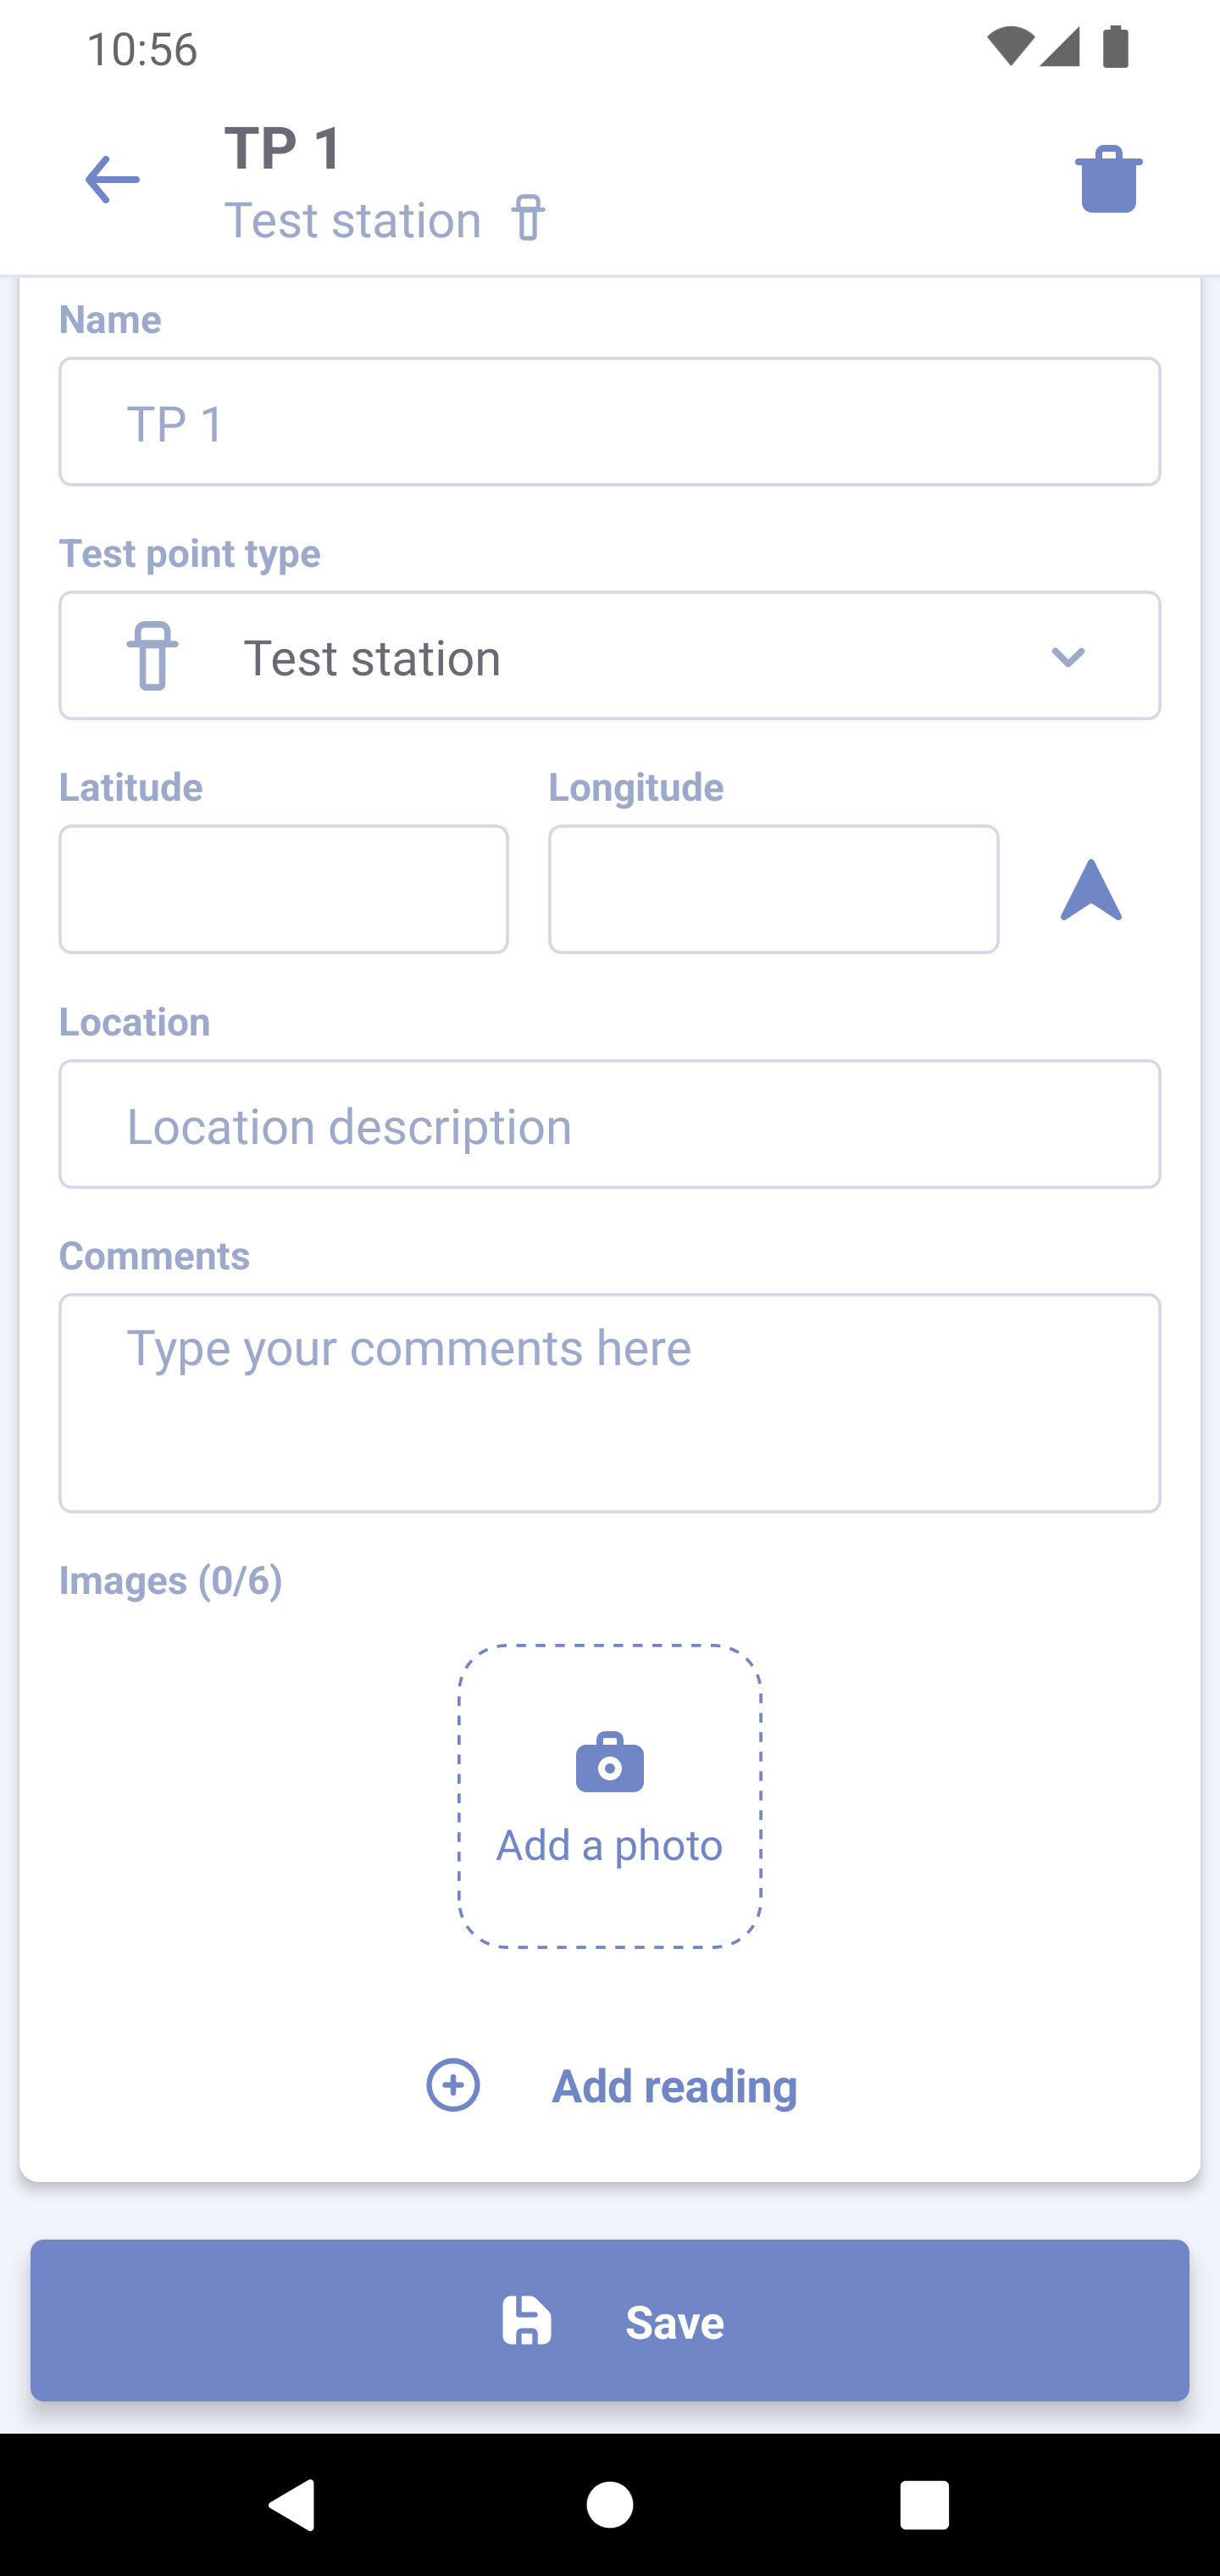 10:56
TP 1
Test station
Name
TP 1
Test point type
Test station
Latitude
Longitude
Location
Location description
Comments
Type your comments here
Images (0/6)
Add a photo
Add reading
Save